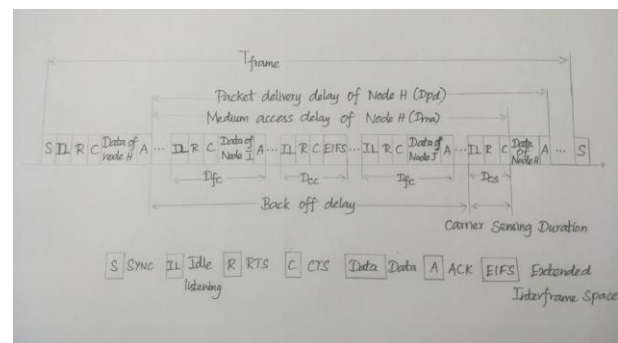 Tframe
Packet delivery delay of Node H (Dpd)
Medium access delay of Node H (Dma)
S IL R C Data of Node H A ... IL R C Data of Node I A ... IL R C EIFS ... IL R C Data of Node J A ... IL R C Data of Node H A ... S
Dfc Dcc Dfc Dcs
Back off delay
Carrier Sensing Duration
S SYNC IL Idle listening R RTS C CTS Data Data A ACK EIFS Extended Interframe Space